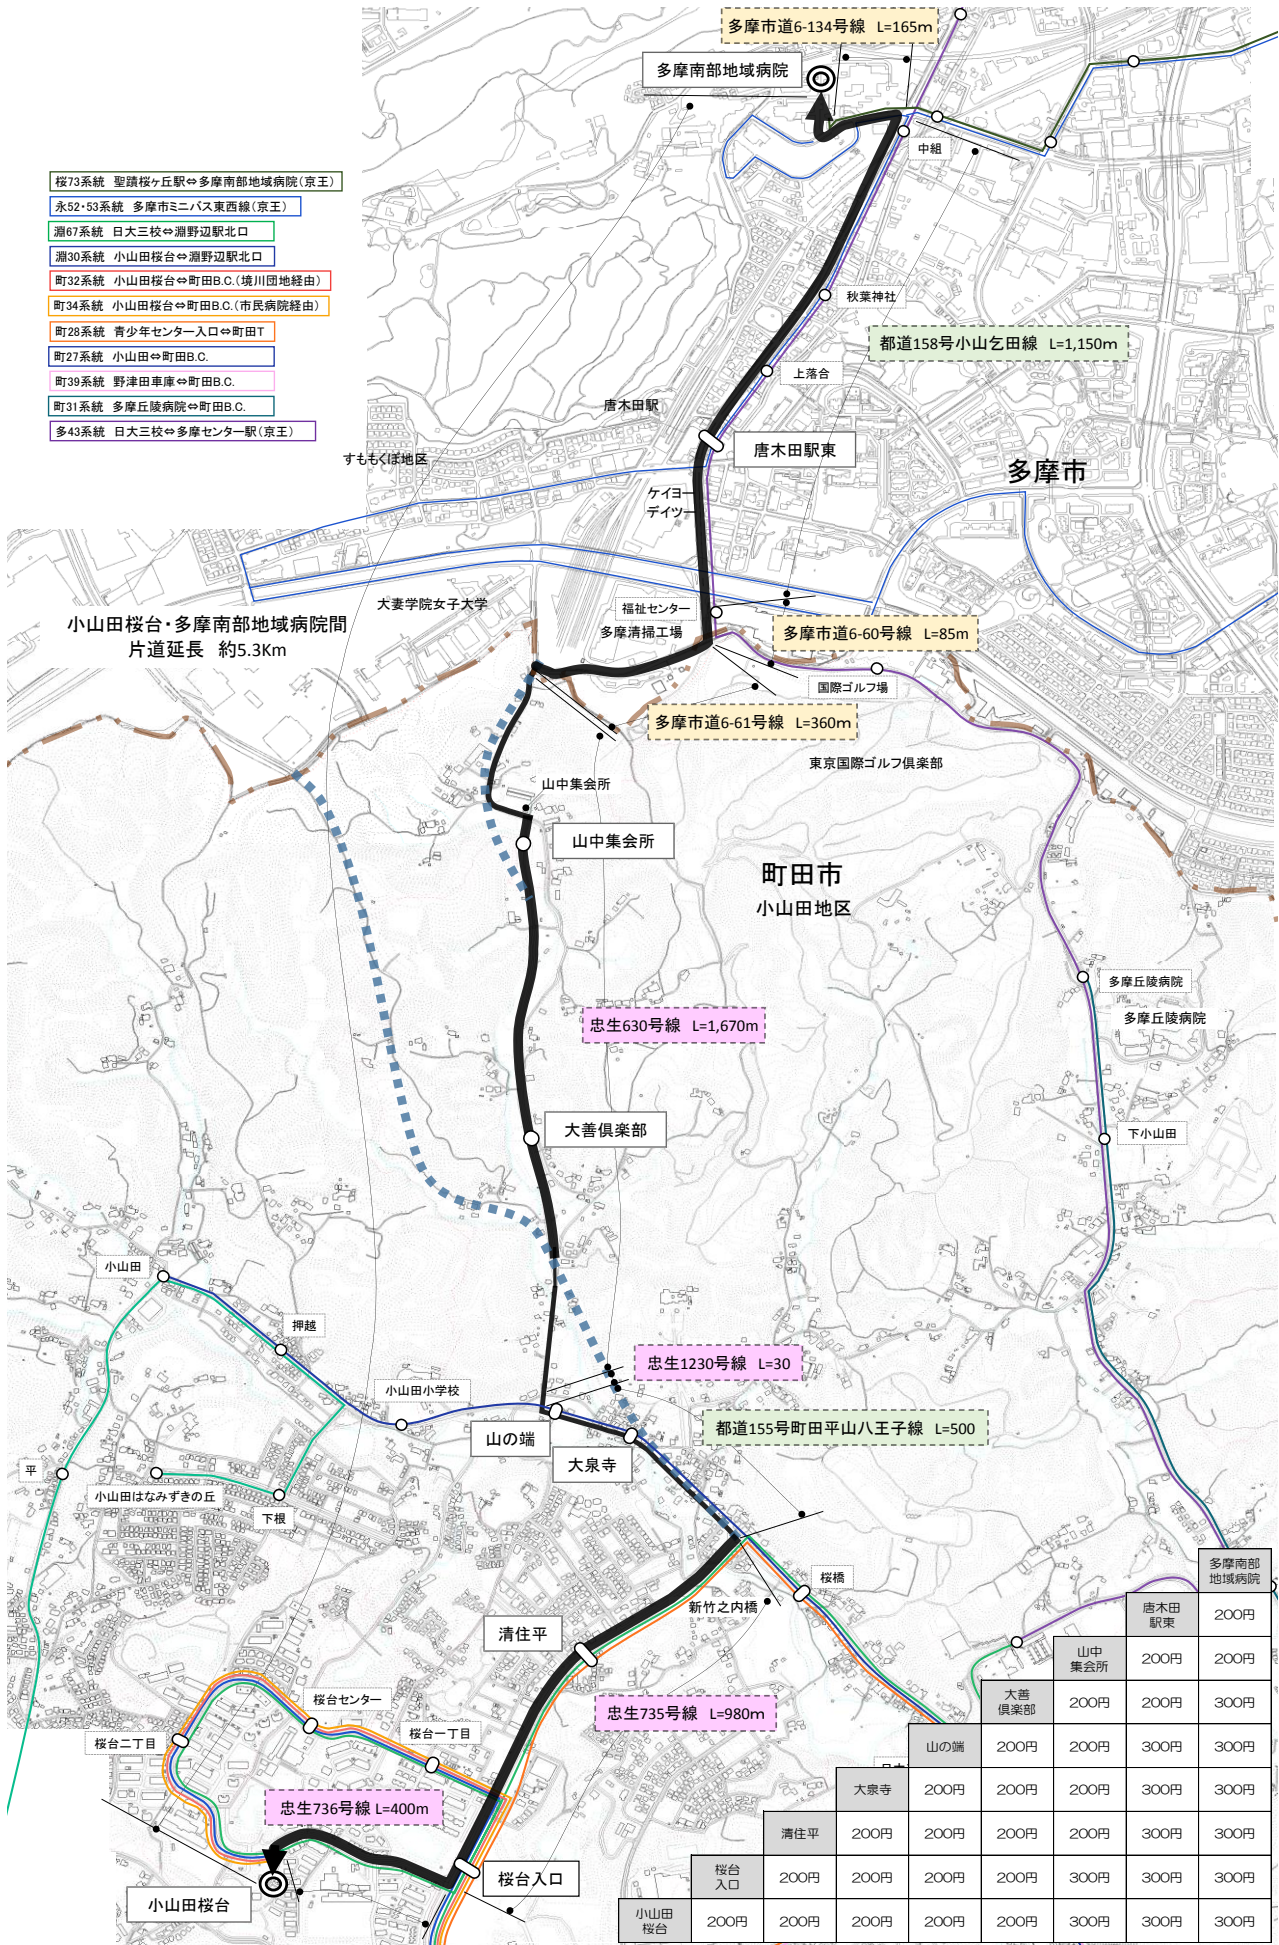 多摩市道6-134号線 L=165m
多摩南部地域病院
中組
桜73系統 聖蹟桜ヶ丘駅⇔多摩南部地域病院(京王)
永52・53系統 多摩市ミニバス東西線(京王)
淵67系統 日大三校⇔淵野辺駅北口
淵30系統 小山田桜台⇔淵野辺駅北口
町32系統 小山田桜台⇔町田B.C.(境川団地経由)
町34系統 小山田桜台⇔町田B.C.(市民病院経由)
町28系統 青少年センター入口⇔町田T
町27系統 小山田⇔町田B.C.
町39系統 野津田車庫⇔町田B.C.
町31系統 多摩丘陵病院⇔町田B.C.
多43系統 日大三校⇔多摩センター駅(京王)
秋葉神社
都道158号小山乞田線 L=1,150m
上落合
唐木田駅
唐木田駅東
すももくぼ地区
多摩市
ケイヨー
デイツー
大妻学院女子大学
福祉センター
多摩清掃工場
小山田桜台・多摩南部地域病院間
片道延長 約5.3Km
多摩市道6-60号線 L=85m
国際ゴルフ場
多摩市道6-61号線 L=360m
東京国際ゴルフ倶楽部
山中集会所
山中集会所
町田市
小山田地区
多摩丘陵病院
多摩丘陵病院
忠生630号線 L=1,670m
大善倶楽部
下小山田
小山田
押越
忠生1230号線 L=30
小山田小学校
都道155号町田平山八王子線 L=500
山の端
大泉寺
平
小山田はなみずきの丘
下根
桜橋
新竹之内橋
清住平
忠生735号線 L=980m
桜台センター
桜台一丁目
桜台二丁目
忠生736号線 L=400m
桜台入口
小山田桜台
多摩南部
地域病院
唐木田
駅東 200円
山中
集会所 200円 200円
大善
倶楽部 200円 200円 300円
山の端 200円 200円 300円 300円
大泉寺 200円 200円 200円 300円 300円
清住平 200円 200円 200円 200円 300円 300円
桜台
入口 200円 200円 200円 200円 300円 300円 300円
小山田
桜台 200円 200円 200円 200円 200円 300円 300円 300円